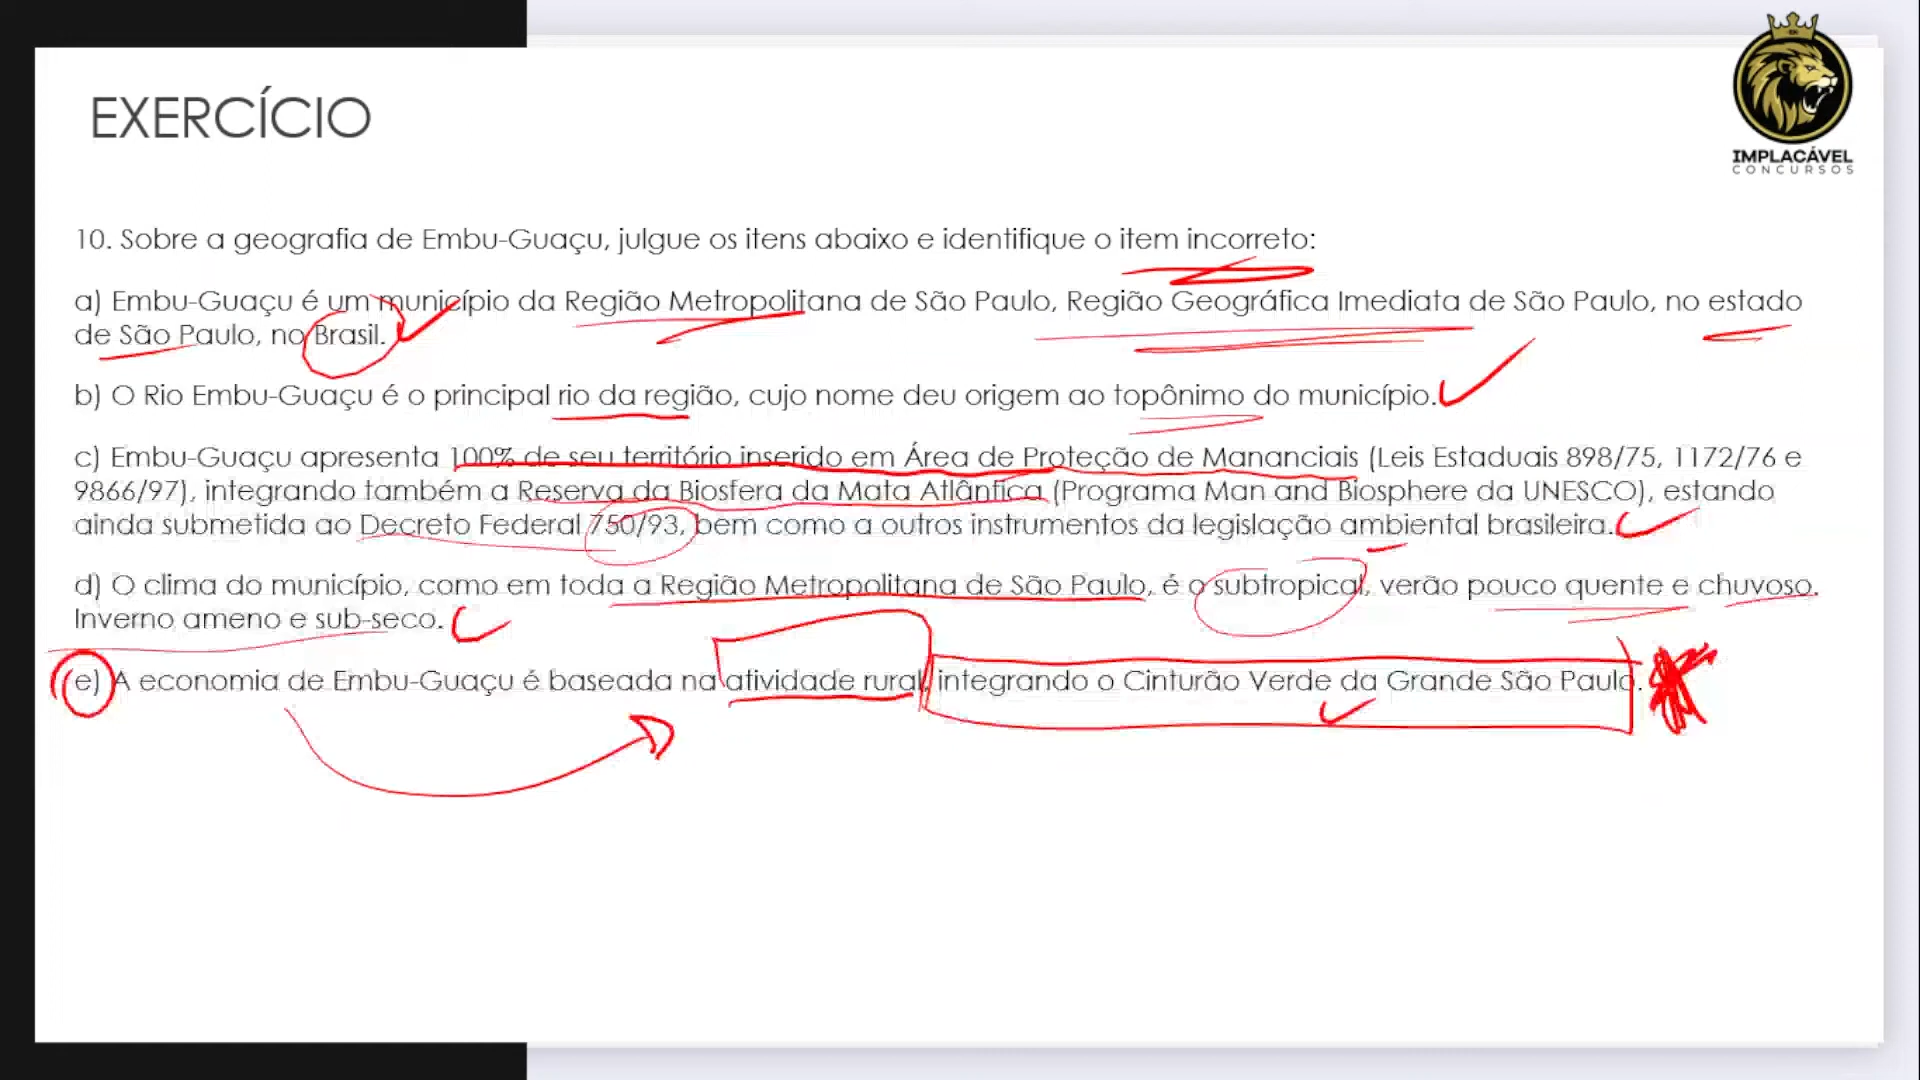 IMPLACÁVEL
CONCURSOS
EXERCÍCIO
10. Sobre a geografia de Embu-Guaçu, julgue os itens abaixo e identifique o item incorreto:
a) Embu-Guaçu é um município da Região Metropolitana de São Paulo, Região Geográfica Imediata de São Paulo, no estado
de São Paulo, no Brasil.
b) O Rio Embu-Guaçu é o principal rio da região, cujo nome deu origem ao topônimo do município.
c) Embu-Guaçu apresenta 100% de seu território inserido em Área de Proteção de Mananciais (Leis Estaduais 898/75, 1172/76 e
9866/97), integrando também a Reserva da Biosfera da Mata Atlântica (Programa Man and Biosphere da UNESCO), estando
ainda submetida ao Decreto Federal 750/93, bem como a outros instrumentos da legislação ambiental brasileira.
d) O clima do município, como em toda a Região Metropolitana de São Paulo, é o subtropical, verão pouco quente e chuvoso.
Inverno ameno e sub-seco.
e) A economia de Embu-Guaçu é baseada na atividade rural, integrando o Cinturão Verde da Grande São Paulo.